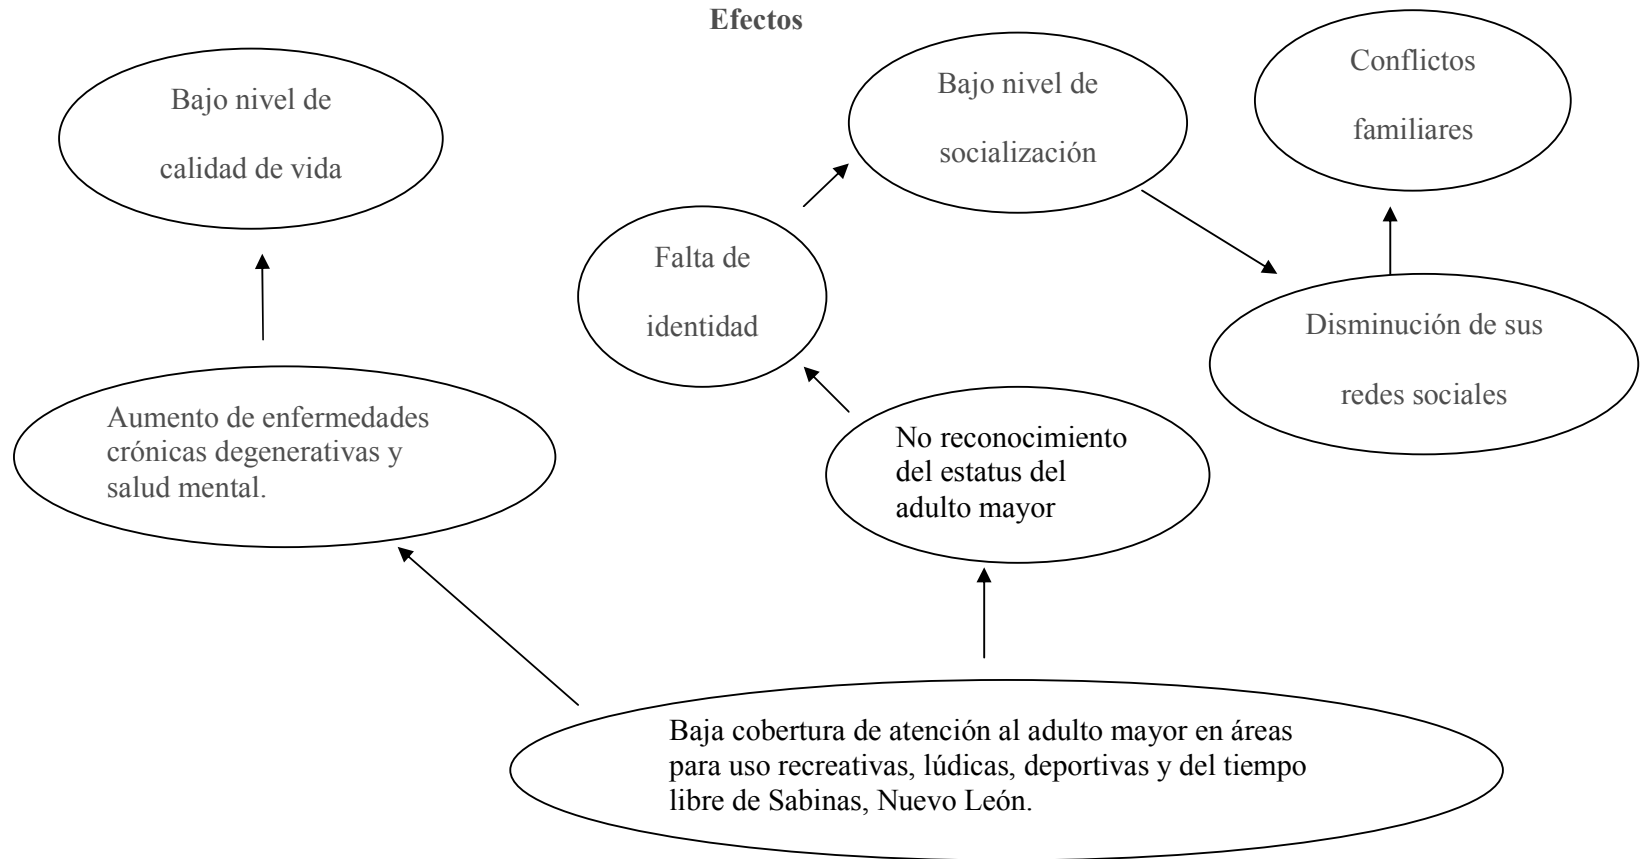 Efectos
Bajo nivel de
calidad de vida
Bajo nivel de
socialización
Conflictos
familiares
Falta de
identidad
Disminución de sus
redes sociales
Aumento de enfermedades
crónicas degenerativas y
salud mental.
No reconocimiento
del estatus del
adulto mayor
Baja cobertura de atención al adulto mayor en áreas
para uso recreativas, lúdicas, deportivas y del tiempo
libre de Sabinas, Nuevo León.